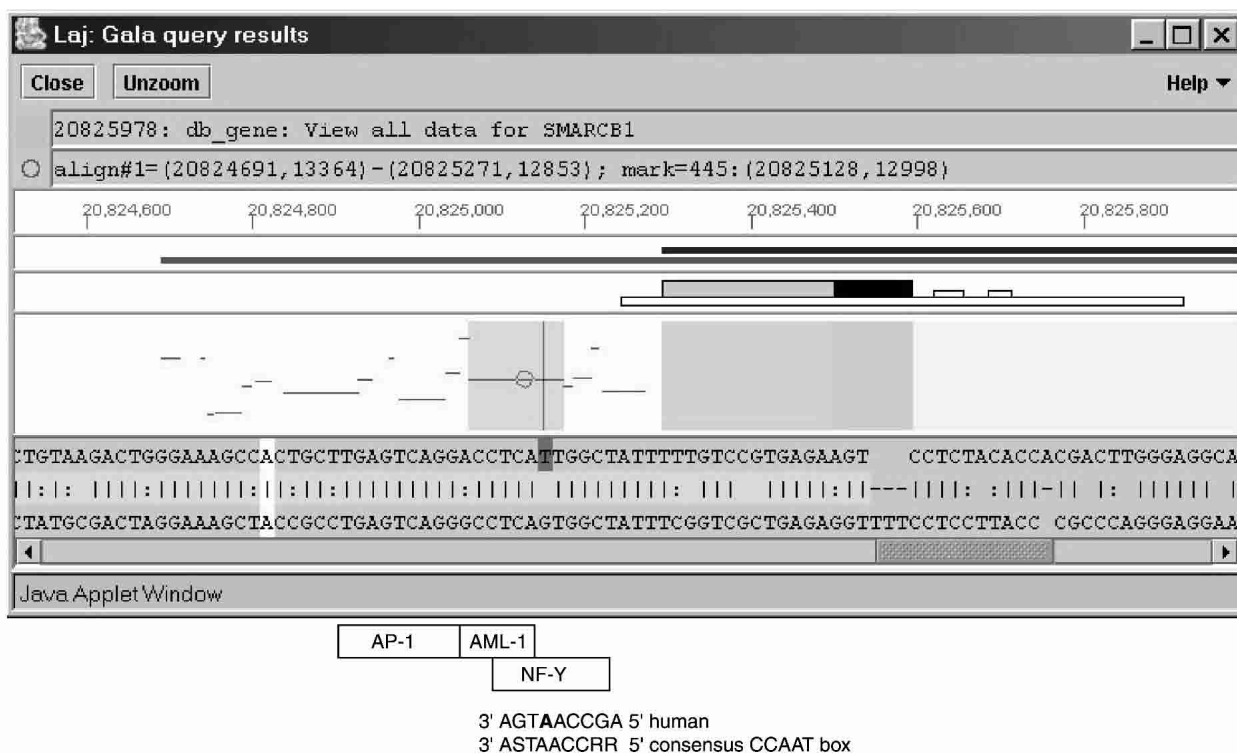 Laj: Gala query results
Close Unzoom Help
20825978: db_gene: View all data for SMARCB1
align#1=(20824691,13364)-(20825271,12853); mark=445:(20825128,12998)
20,824,600 20,824,800 20,825,000 20,825,200 20,825,400 20,825,600 20,825,800
CTGTAAGACTGGGAAAGCCACTGCTTGAGTCAGGACCTCATTGGCTATTTTTGTCCGTGAGAAGT CCTCTACACCACGACTTGGGAGGCA
CTATGCGACTAGGAAAGCTACCGCCTGAGTCAGGGCCTCAGTGGCTATTTCGGTCGCTGAGAGGTTTTCCTCCTTACC CGCCCAGGGAGGAA
Java Applet Window
AP-1 AML-1
NF-Y
3' AGTAACCGA 5' human
3' ASTAACCRR 5' consensus CCAAT box